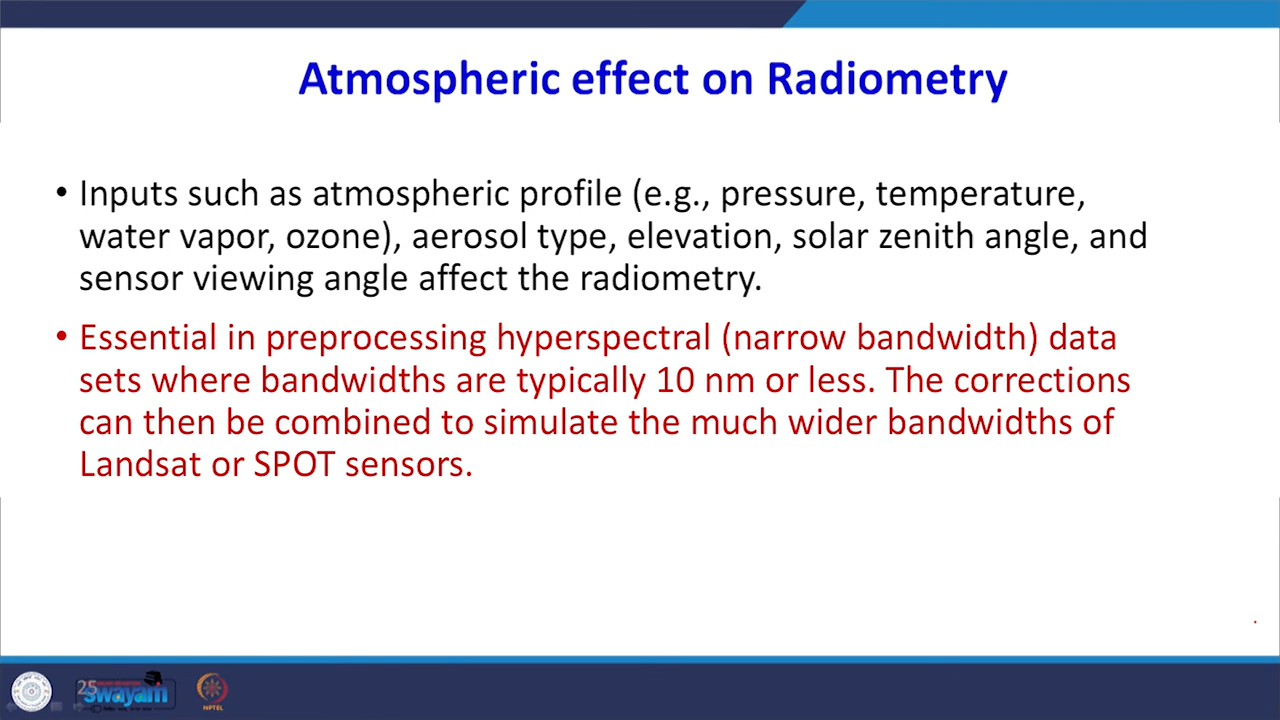 Atmospheric effect on Radiometry
• Inputs such as atmospheric profile (e.g., pressure, temperature,
water vapor, ozone), aerosol type, elevation, solar zenith angle, and
sensor viewing angle affect the radiometry.
• Essential in preprocessing hyperspectral (narrow bandwidth) data
sets where bandwidths are typically 10 nm or less. The corrections
can then be combined to simulate the much wider bandwidths of
Landsat or SPOT sensors.
25
swayam
NPTEL